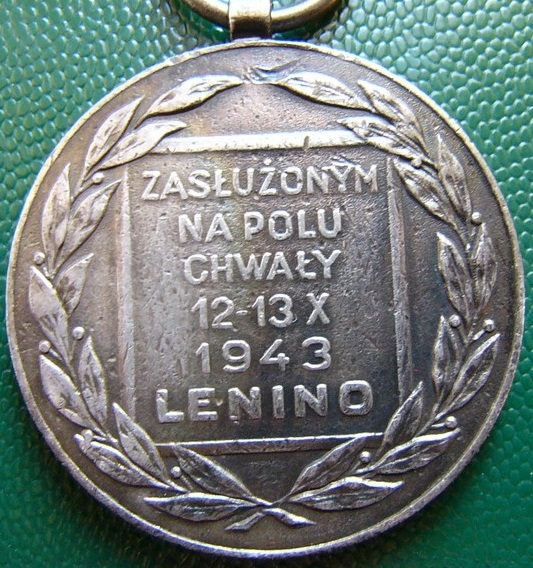 ZASŁUŻONYM
NA POLU
CHWAŁY
12-13 X
1943
LENINO